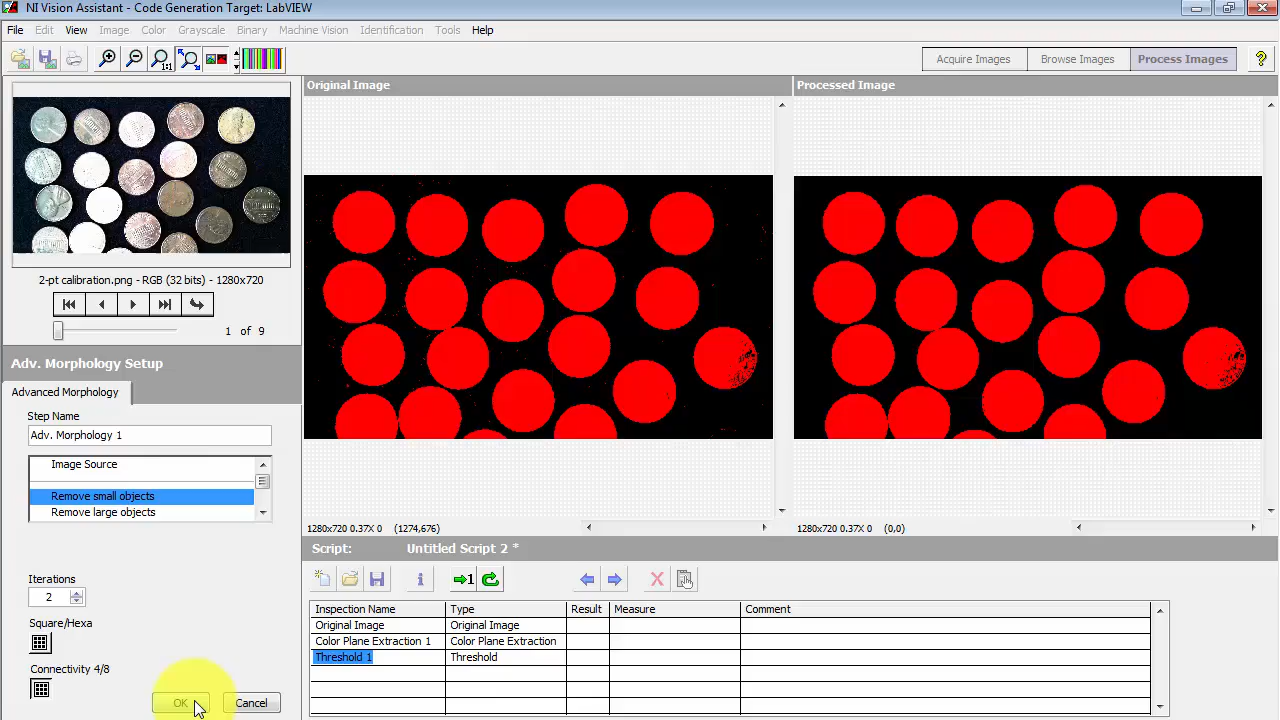 NI Vision Assistant - Code Generation Target: LabVIEW
File Edit View Image Color Grayscale Binary Machine Vision Identification Tools Help
1:1
Acquire Images Browse Images Process Images ?
Original Image Processed Image
2-pt calibration.png - RGB (32 bits) - 1280x720
1 of 9
Adv. Morphology Setup
Advanced Morphology
Step Name
Adv. Morphology 1
Image Source
Remove small objects
Remove large objects
Iterations
2
Square/Hexa
Connectivity 4/8
OK Cancel
1280x720 0.37X 0 (1274,676) 1280x720 0.37X 0 (0,0)
Script: Untitled Script 2 *
i 1
Inspection Name Type Result Measure Comment
Original Image Original Image
Color Plane Extraction 1 Color Plane Extraction
Threshold 1 Threshold